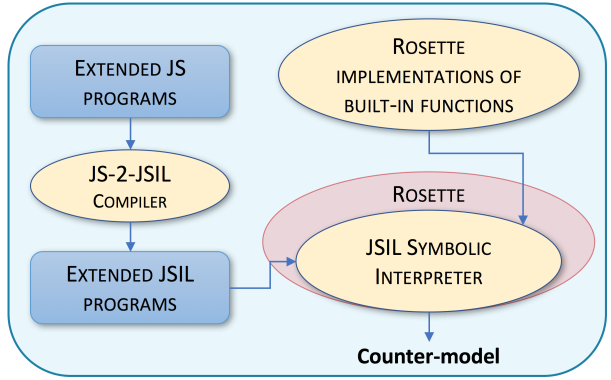 EXTENDED JS
PROGRAMS
JS-2-JSIL
COMPILER
EXTENDED JSIL
PROGRAMS
ROSETTE
IMPLEMENTATIONS OF
BUILT-IN FUNCTIONS
ROSETTE
JSIL SYMBOLIC
INTERPRETER
Counter-model